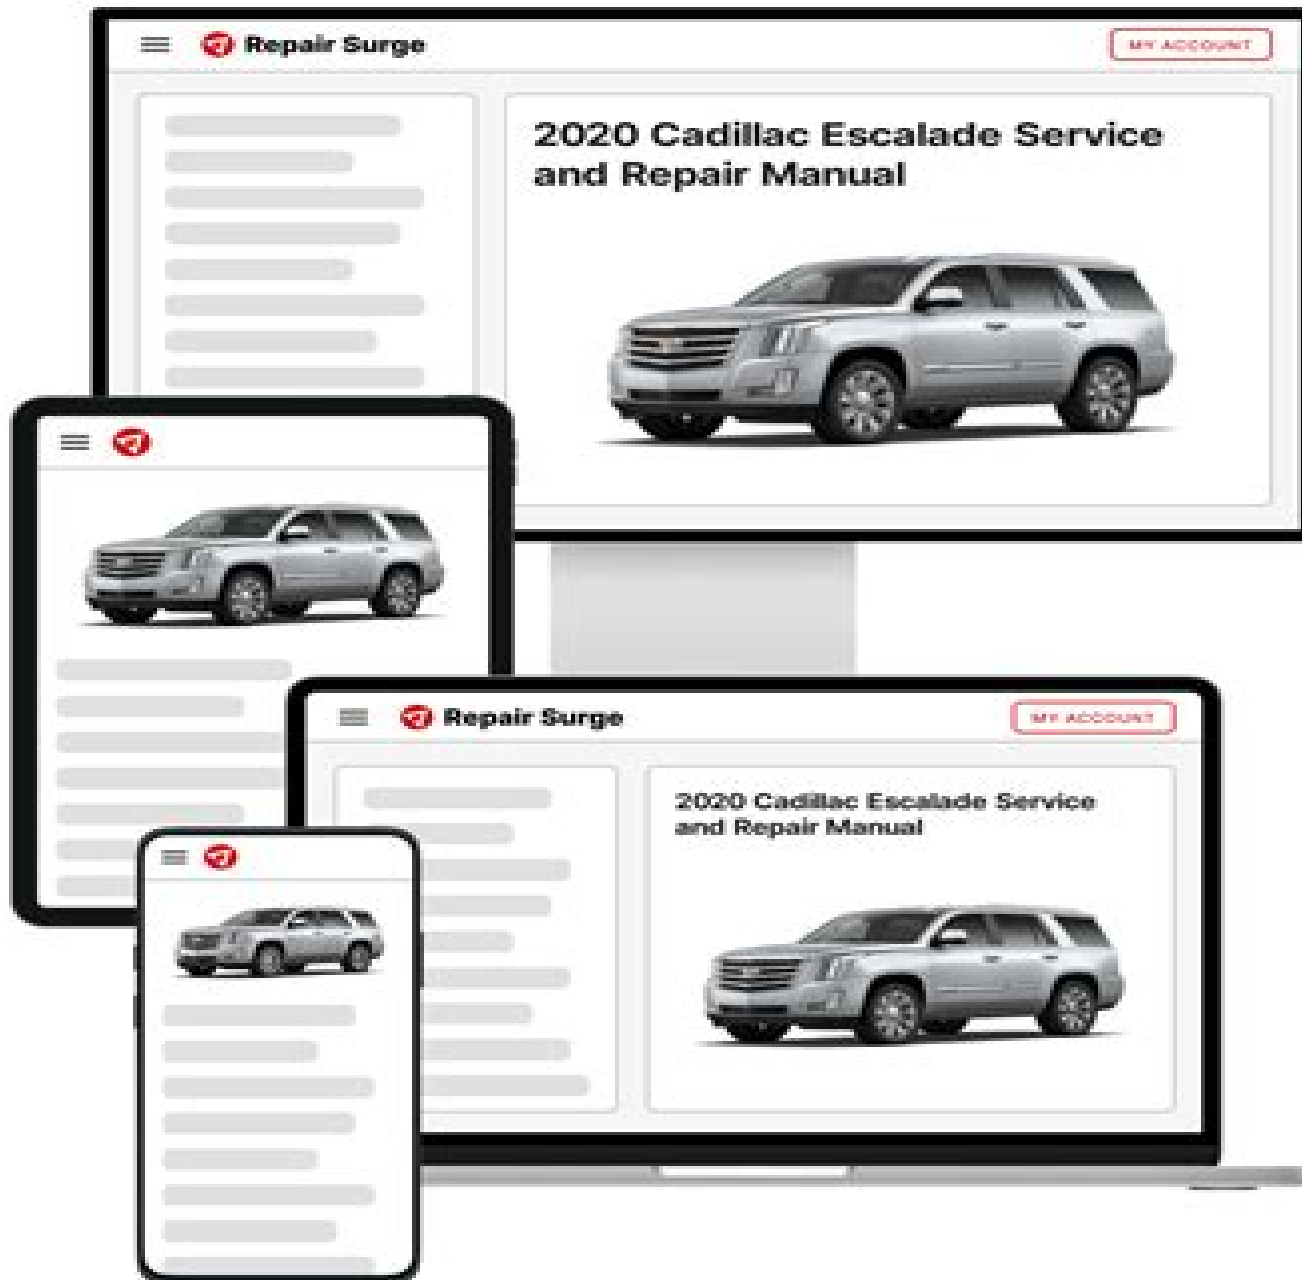 Repair Surge
MY ACCOUNT
2020 Cadillac Escalade Service
and Repair Manual
Repair Surge
MY ACCOUNT
2020 Cadillac Escalade Service
and Repair Manual